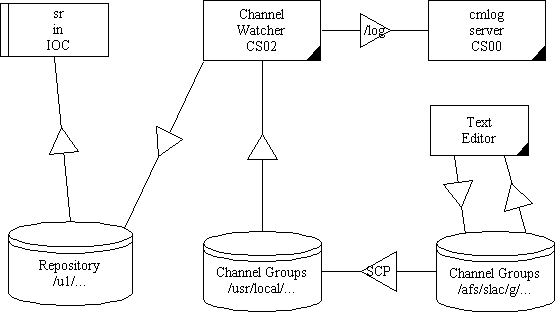 sr
in
IOC
Channel
Watcher
CS02
/log
cmlog
server
CS00
Text
Editor
Repository
/u1/...
Channel Groups
/usr/local/...
SCP
Channel Groups
/afs/slac/g/...